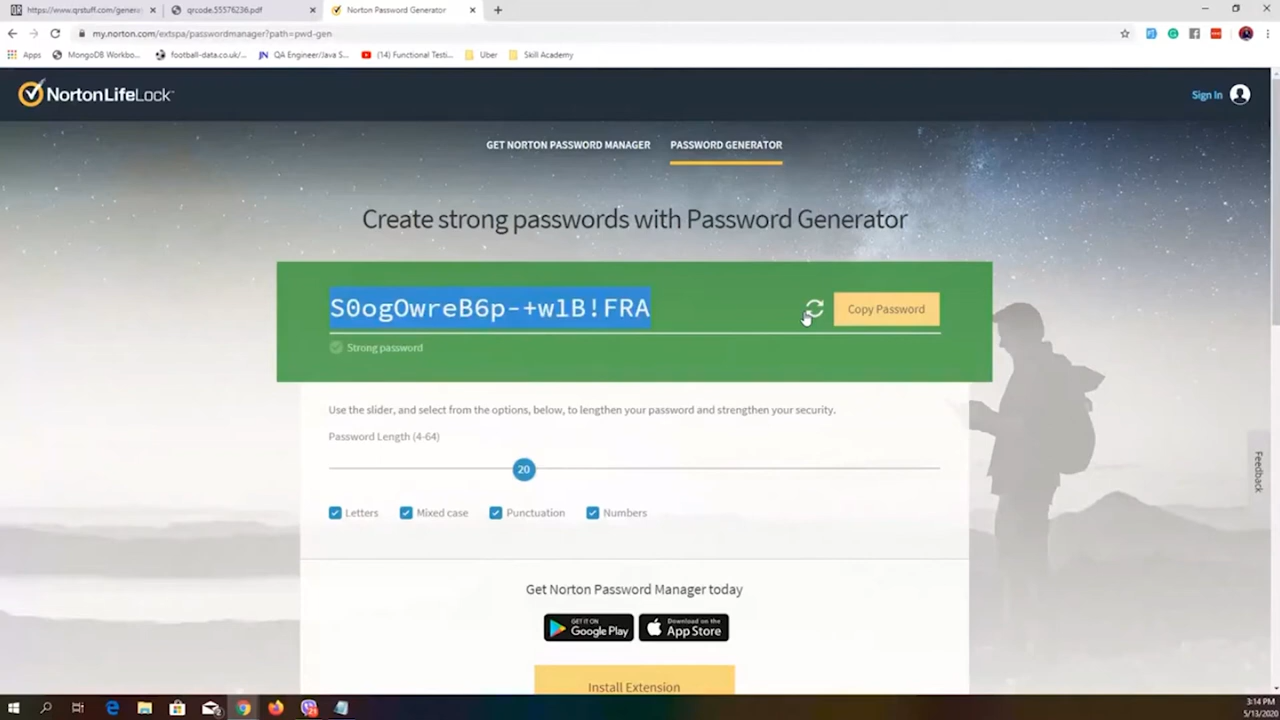 https://www.qrstuff.com/genera
qrcode.55576236.pdf
Norton Password Generator
my.norton.com/extspa/passwordmanager?path=pwd-gen
Apps
MongoDB Workbo...
football-data.co.uk/...
QA Engineer/Java S...
(14) Functional Testi...
Uber
Skill Academy
NortonLifeLock
Sign In
GET NORTON PASSWORD MANAGER
PASSWORD GENERATOR
Create strong passwords with Password Generator
S0ogOwreB6p-+wlB!FRA
Copy Password
Strong password
Use the slider, and select from the options, below, to lengthen your password and strengthen your security.
Password Length (4-64)
20
Letters
Mixed case
Punctuation
Numbers
Feedback
Get Norton Password Manager today
GET IT ON
Google Play
Download on the
App Store
Install Extension
3:14 PM
5/13/2020